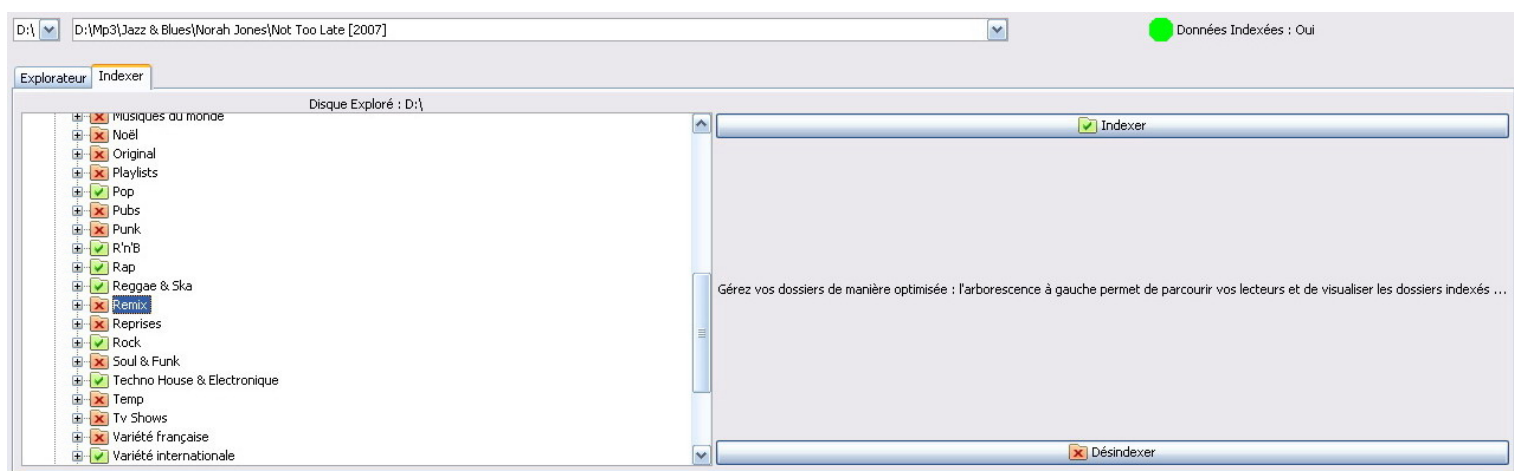 D:\ D:\Mp3\Jazz & Blues\Norah Jones\Not Too Late [2007] Données Indexées : Oui
Explorateur Indexer
Disque Exploré : D:\
Musiques du monde
Noël
Original
Playlists
Pop
Pubs
Punk
R'n'B
Rap
Reggae & Ska
Remix
Reprises
Rock
Soul & Funk
Techno House & Electronique
Temp
Tv Shows
Variété française
Variété internationale
Indexer
Gérez vos dossiers de manière optimisée : l'arborescence à gauche permet de parcourir vos lecteurs et de visualiser les dossiers indexés ...
Désindexer